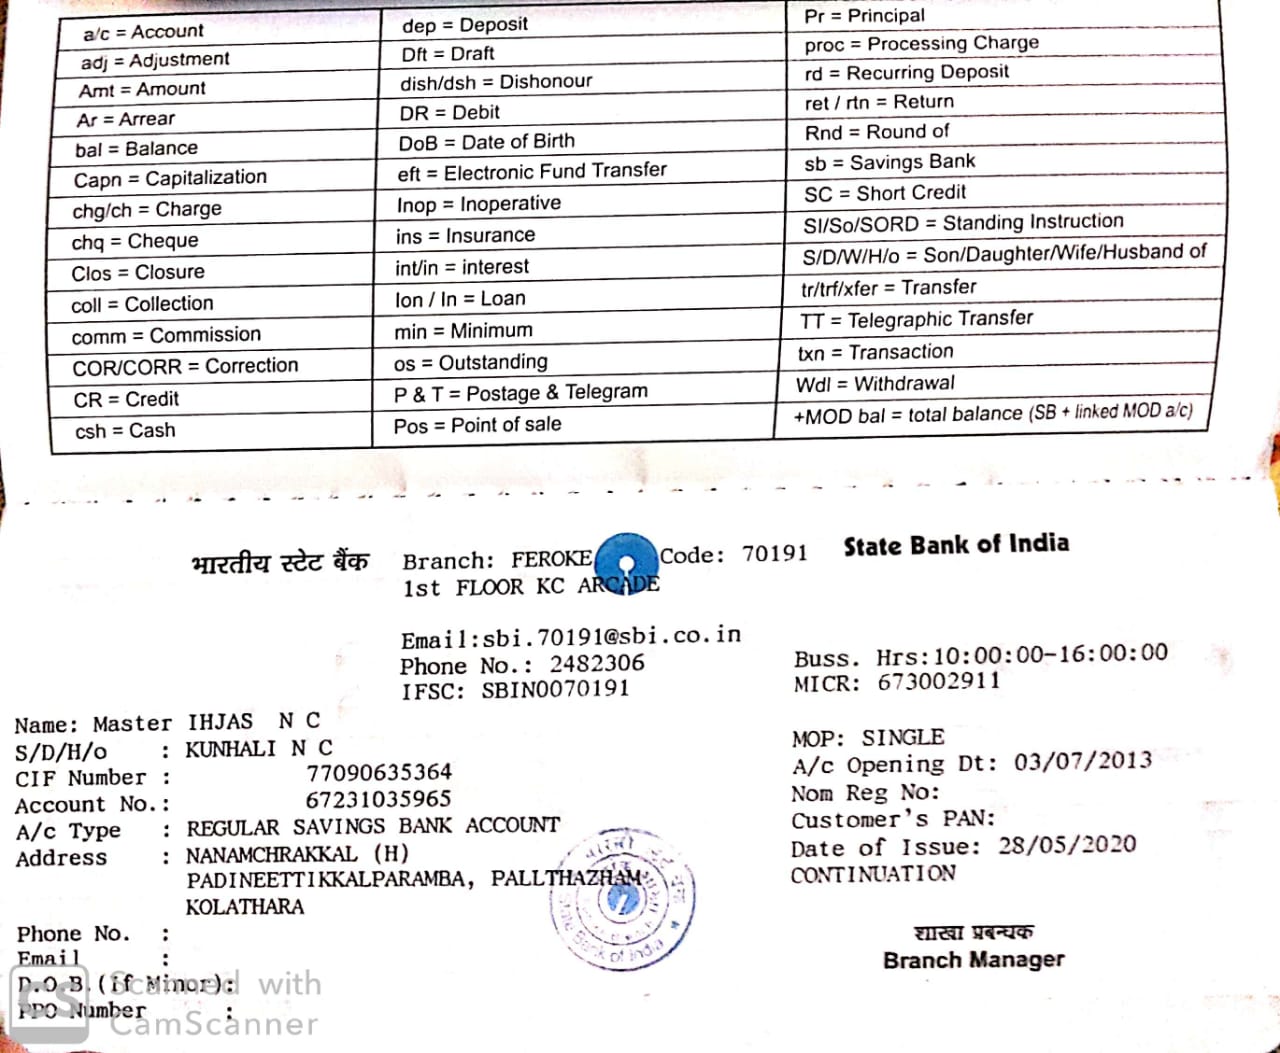 a/c = Account
adj = Adjustment
Amt = Amount
Ar = Arrear
bal = Balance
Capn = Capitalization
chg/ch = Charge
chq = Cheque
Clos = Closure
coll = Collection
comm = Commission
COR/CORR = Correction
CR = Credit
csh = Cash
dep = Deposit
Dft = Draft
dish/dsh = Dishonour
DR = Debit
DoB = Date of Birth
eft = Electronic Fund Transfer
Inop = Inoperative
ins = Insurance
int/in = interest
lon / ln = Loan
min = Minimum
os = Outstanding
P & T = Postage & Telegram
Pos = Point of sale
Pr = Principal
proc = Processing Charge
rd = Recurring Deposit
ret / rtn = Return
Rnd = Round of
sb = Savings Bank
SC = Short Credit
SI/So/SORD = Standing Instruction
S/D/W/H/o = Son/Daughter/Wife/Husband of
tr/trf/xfer = Transfer
TT = Telegraphic Transfer
txn = Transaction
Wdl = Withdrawal
+MOD bal = total balance (SB + linked MOD a/c)
भारतीय स्टेट बैंक Branch: FEROKE Code: 70191 State Bank of India
1st FLOOR KC ARCADE
Email:sbi.70191@sbi.co.in
Phone No.: 2482306
IFSC: SBIN0070191
Buss. Hrs:10:00:00-16:00:00
MICR: 673002911
Name: Master IHJAS N C
S/D/H/o : KUNHALI N C
CIF Number : 77090635364
Account No.: 67231035965
A/c Type : REGULAR SAVINGS BANK ACCOUNT
Address : NANAMCHRAKKAL (H)
PADINEETTIKKALPARAMBA, PALLTHAZHAM
KOLATHARA
Phone No. :
Email :
D.O.B.(if Minor):
PPO Number :
MOP: SINGLE
A/c Opening Dt: 03/07/2013
Nom Reg No:
Customer's PAN:
Date of Issue: 28/05/2020
CONTINUATION
शाखा प्रबन्धक
Branch Manager
State Bank of India
CS Scanned with
CamScanner